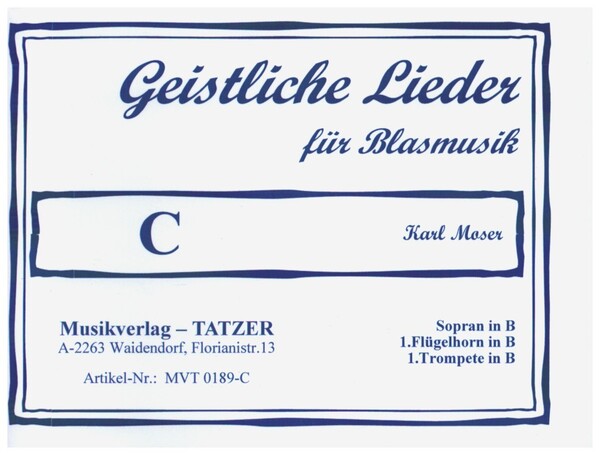 Geistliche Lieder
für Blasmusik
C
Karl Moser
Musikverlag – TATZER
A-2263 Waidendorf, Florianistr.13
Artikel-Nr.: MVT 0189-C
Sopran in B
1.Flügelhorn in B
1.Trompete in B